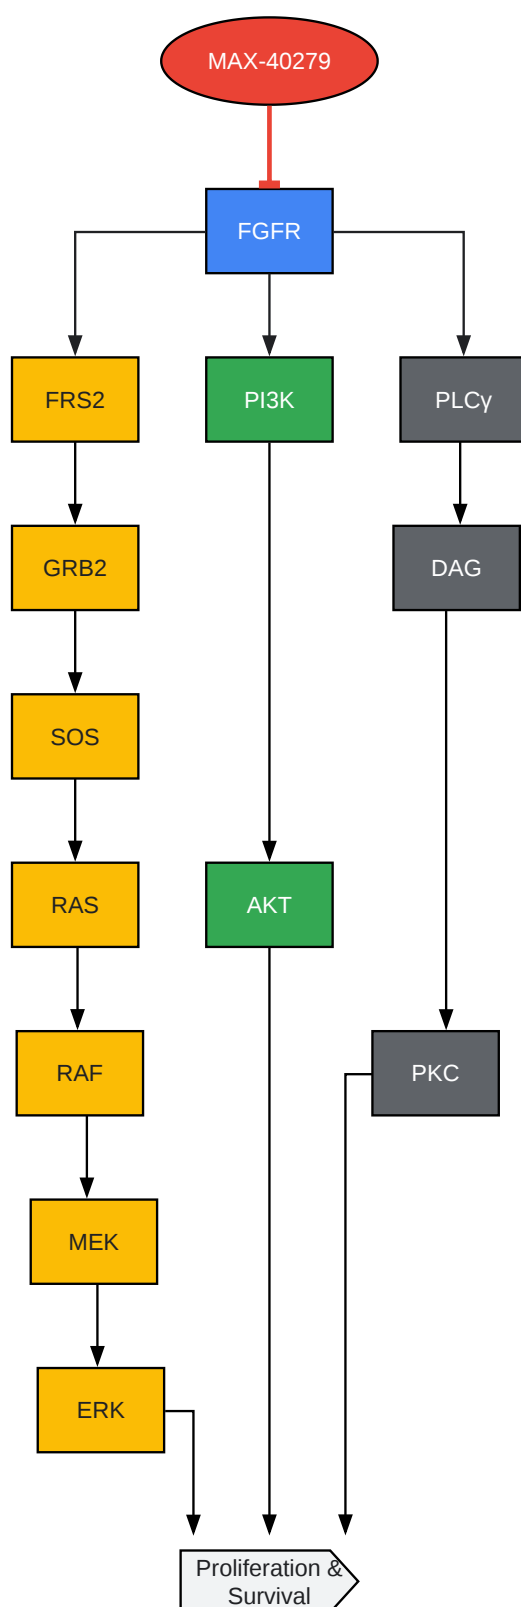 MAX-40279
FGFR
FRS2
PI3K
PLCγ
GRB2
DAG
SOS
RAS
AKT
RAF
PKC
MEK
ERK
Proliferation &
Survival